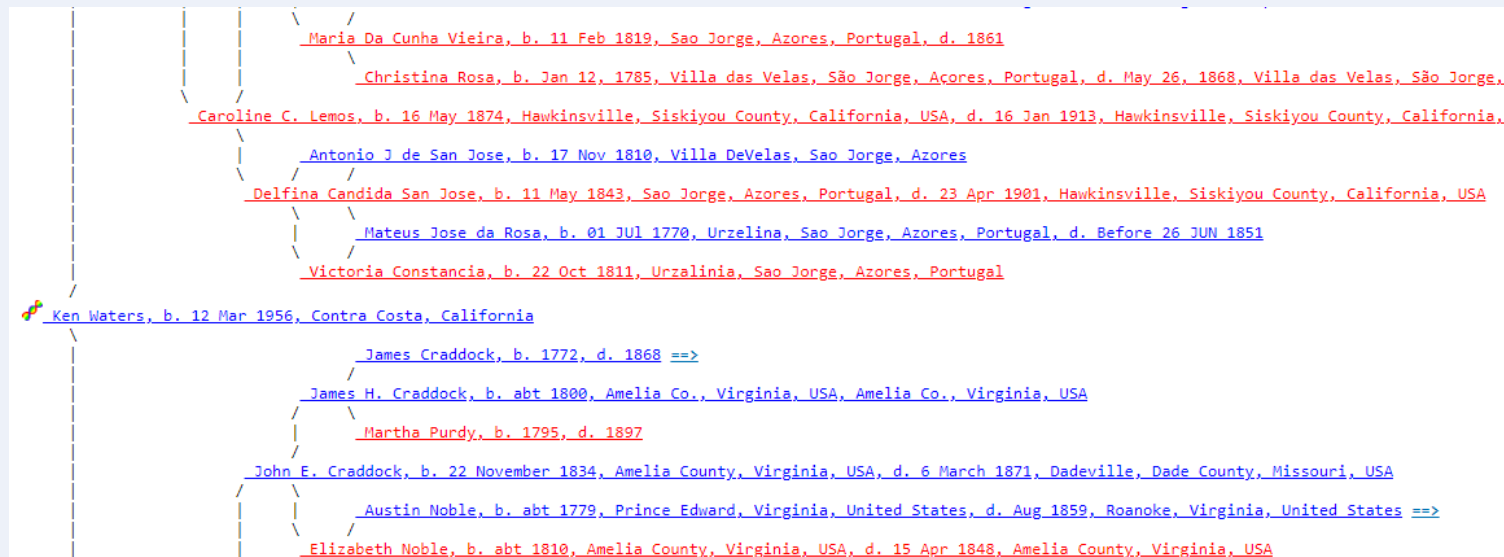 Maria Da Cunha Vieira, b. 11 Feb 1819, Sao Jorge, Azores, Portugal, d. 1861
Christina Rosa, b. Jan 12, 1785, Villa das Velas, São Jorge, Açores, Portugal, d. May 26, 1868, Villa das Velas, São Jorge,
Caroline C. Lemos, b. 16 May 1874, Hawkinsville, Siskiyou County, California, USA, d. 16 Jan 1913, Hawkinsville, Siskiyou County, California,
Antonio J de San Jose, b. 17 Nov 1810, Villa DeVelas, Sao Jorge, Azores
Delfina Candida San Jose, b. 11 May 1843, Sao Jorge, Azores, Portugal, d. 23 Apr 1901, Hawkinsville, Siskiyou County, California, USA
Mateus Jose da Rosa, b. 01 JUl 1770, Urzelina, Sao Jorge, Azores, Portugal, d. Before 26 JUN 1851
Victoria Constancia, b. 22 Oct 1811, Urzalinia, Sao Jorge, Azores, Portugal
Ken Waters, b. 12 Mar 1956, Contra Costa, California
James Craddock, b. 1772, d. 1868 ==>
James H. Craddock, b. abt 1800, Amelia Co., Virginia, USA, Amelia Co., Virginia, USA
Martha Purdy, b. 1795, d. 1897
John E. Craddock, b. 22 November 1834, Amelia County, Virginia, USA, d. 6 March 1871, Dadeville, Dade County, Missouri, USA
Austin Noble, b. abt 1779, Prince Edward, Virginia, United States, d. Aug 1859, Roanoke, Virginia, United States ==>
Elizabeth Noble, b. abt 1810, Amelia County, Virginia, USA, d. 15 Apr 1848, Amelia County, Virginia, USA